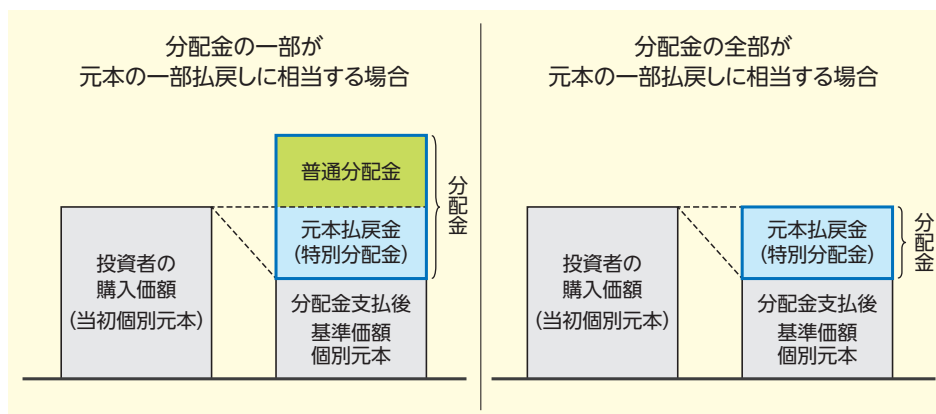 分配金の一部が
元本の一部払戻しに相当する場合
普通分配金
元本払戻金
(特別分配金)
分配金
投資者の
購入価額
(当初個別元本)
分配金支払後
基準価額
個別元本
分配金の全部が
元本の一部払戻しに相当する場合
元本払戻金
(特別分配金)
分配金
投資者の
購入価額
(当初個別元本)
分配金支払後
基準価額
個別元本